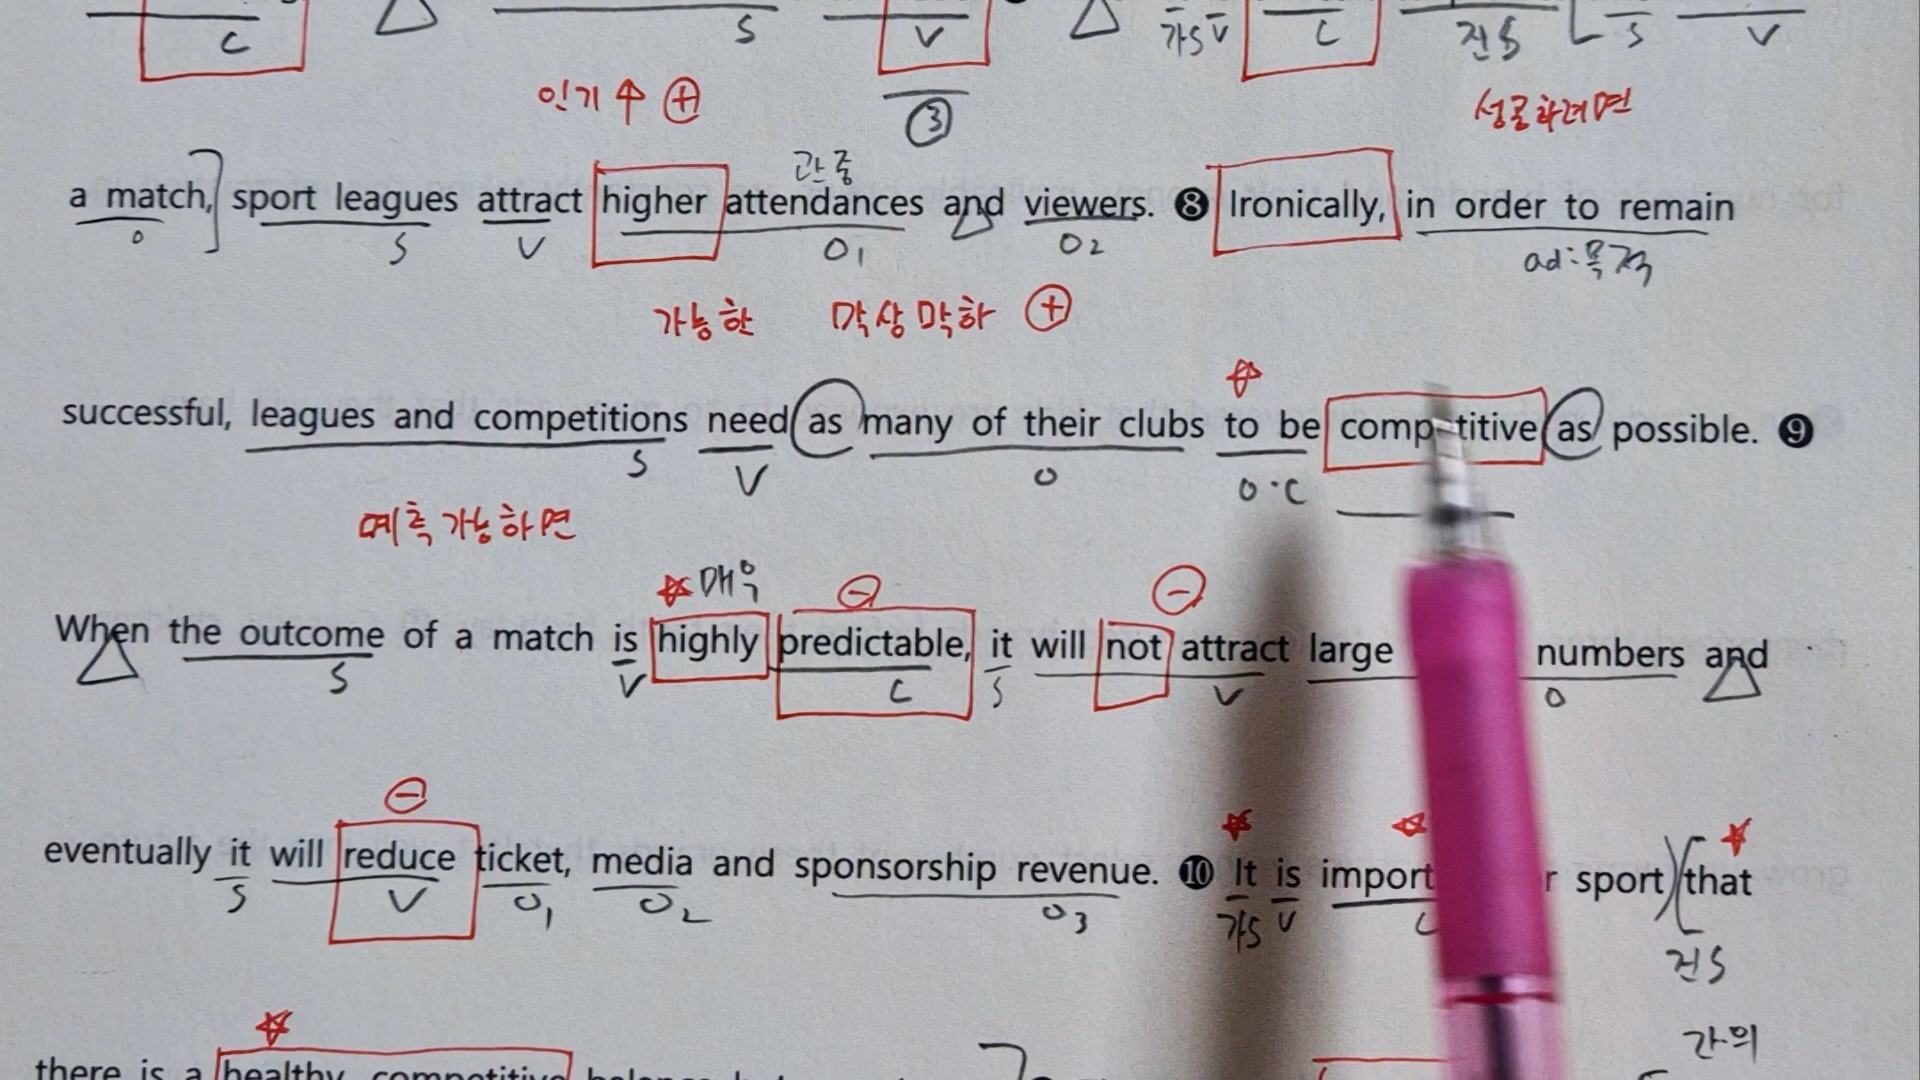 C S V 가S V C 진S S V
인기 ↑ ⊕ ③ 성공하려면
관중
a match, sport leagues attract higher attendances and viewers. ❽ Ironically, in order to remain
o S V O₁ O₂ ad:목적
가능한 막상막하 ⊕
successful, leagues and competitions need as many of their clubs to be competitive as possible. ❾
S V O O·C
예측가능하면
매우 ⊖ ⊖
When the outcome of a match is highly predictable, it will not attract large numbers and
S V C S V O
⊖
eventually it will reduce ticket, media and sponsorship revenue. ❿ It is import r sport that
S V O₁ O₂ O₃ 가S V C 진S
간의
there is a healthy competitive